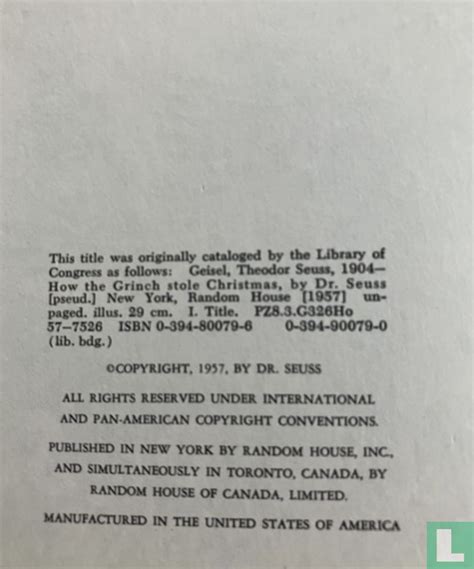 This title was originally cataloged by the Library of
Congress as follows: Geisel, Theodor Seuss, 1904—
How the Grinch stole Christmas, by Dr. Seuss
[pseud.] New York, Random House [1957] un-
paged. illus. 29 cm. I. Title. PZ8.3.G326Ho
57-7526 ISBN 0-394-80079-6 0-394-90079-0
(lib. bdg.)
©COPYRIGHT, 1957, BY DR. SEUSS
ALL RIGHTS RESERVED UNDER INTERNATIONAL
AND PAN-AMERICAN COPYRIGHT CONVENTIONS.
PUBLISHED IN NEW YORK BY RANDOM HOUSE, INC.,
AND SIMULTANEOUSLY IN TORONTO, CANADA, BY
RANDOM HOUSE OF CANADA, LIMITED.
MANUFACTURED IN THE UNITED STATES OF AMERICA
L